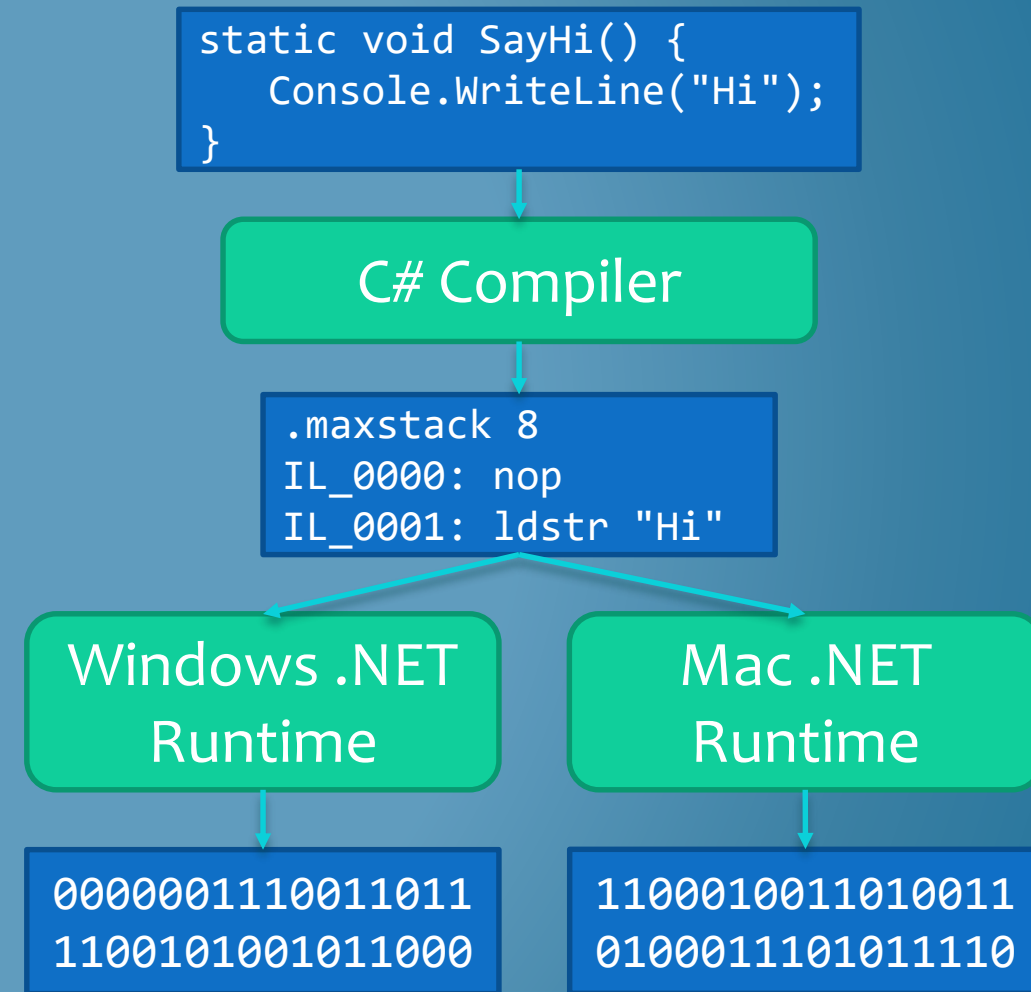 static void SayHi() {
   Console.WriteLine("Hi");
}
C# Compiler
.maxstack 8
IL_0000: nop
IL_0001: ldstr "Hi"
Windows .NET
Runtime
Mac .NET
Runtime
0000001110011011
1100101001011000
1100010011010011
0100011101011110